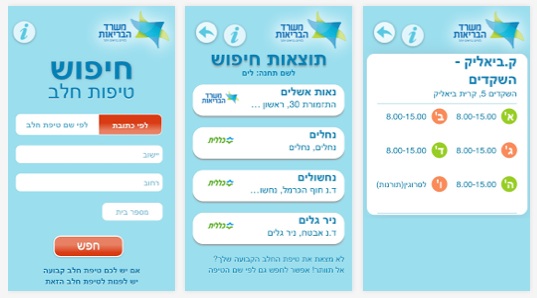 משרד
הבריאות
חיפוש
טיפות חלב
לפי כתובת
לפי שם טיפת חלב
יישוב
רחוב
מספר בית
חפש
אם יש לכם טיפת חלב קבועה
יש לפנות לטיפת חלב הזאת
משרד
הבריאות
תוצאות חיפוש
לשם תחנה: לים
נאות אשלים
התזמורת 30, ראשון ...
משרד
הבריאות
נחלים
נחלים, נחלים
כללית
נחשולים
ד.נ חוף הכרמל, נחשו...
כללית
ניר גלים
ד.נ אבטח, ניר גלים
כללית
לא מצאת את טיפת החלב הקבועה שלך?
אל תוותר! אפשר לחפש גם לפי שם הטיפה
משרד
הבריאות
ק.ביאליק -
השקדים
השקדים 5, קרית ביאליק
א' 8.00-15.00 ב' 8.00-15.00
ג' 8.00-15.00 ד' 8.00-15.00
ה' 8.00-15.00 ו' לסרוגין(תורנות)